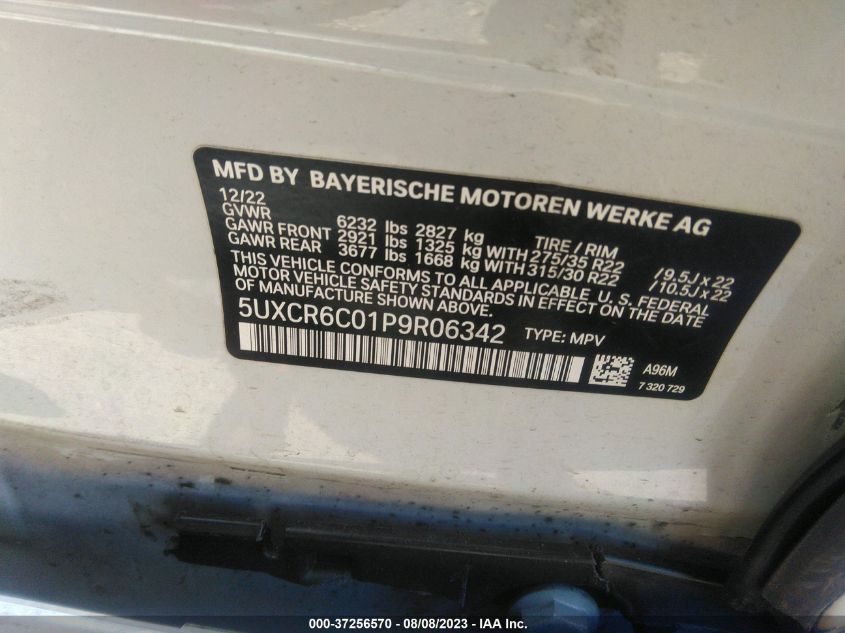 MFD BY BAYERISCHE MOTOREN WERKE AG
12/22
GVWR 6232 lbs 2827 kg TIRE / RIM
GAWR FRONT 2921 lbs 1325 kg WITH 275/35 R22 / 9.5J x 22
GAWR REAR 3677 lbs 1668 kg WITH 315/30 R22 / 10.5J x 22
THIS VEHICLE CONFORMS TO ALL APPLICABLE U.S. FEDERAL
MOTOR VEHICLE SAFETY STANDARDS IN EFFECT ON THE DATE
OF MANUFACTURE SHOWN ABOVE.
5UXCR6C01P9R06342 TYPE: MPV
A96M
7 320 729
000-37256570 - 08/08/2023 - IAA Inc.